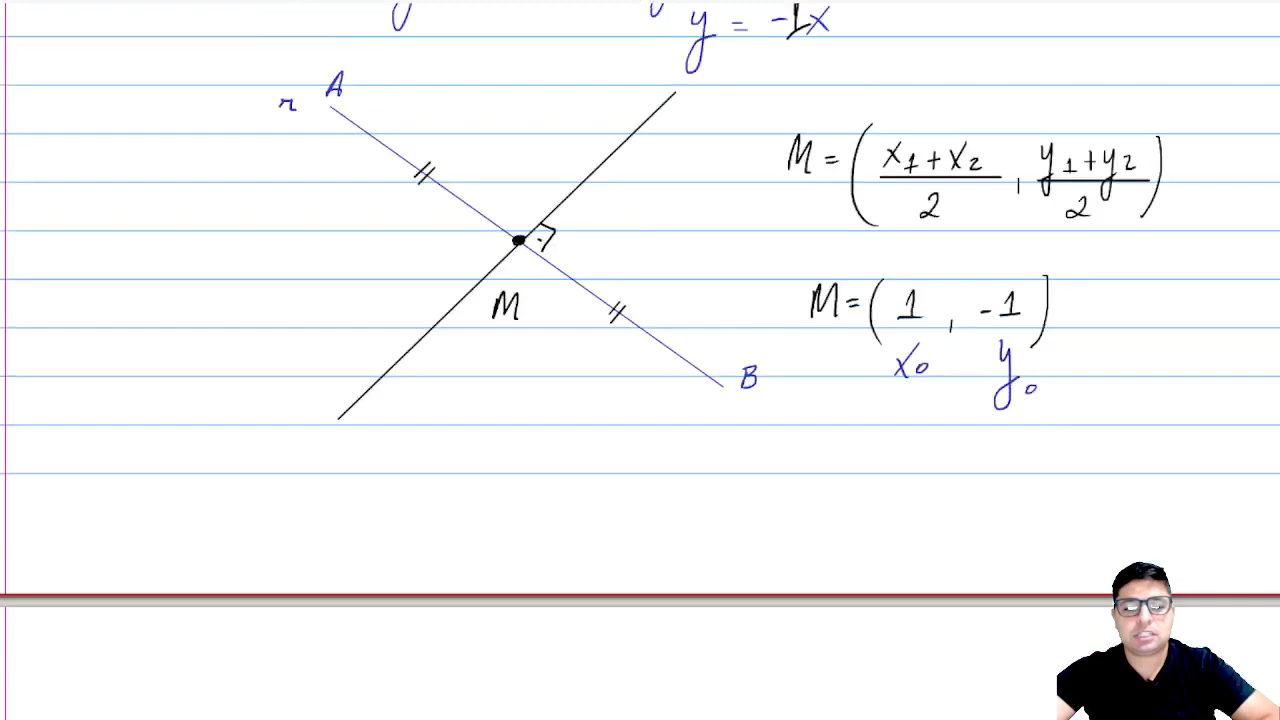 y = -1x
A
r
M = ( x₁ + x₂ / 2 , y₁ + y₂ / 2 )
M
M = ( 1 , -1 )
x₀ y₀
B